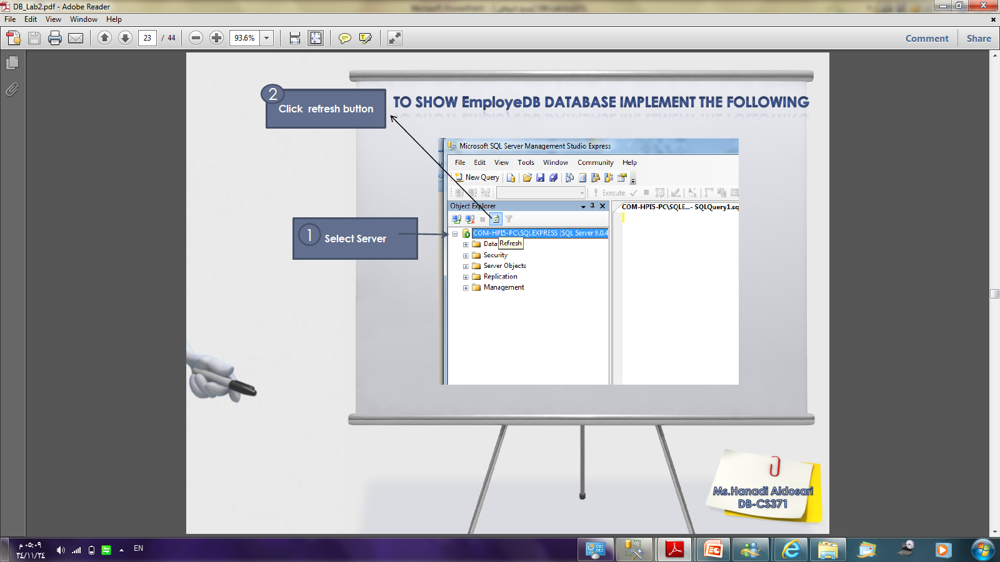 DB_Lab2.pdf - Adobe Reader
File Edit View Window Help
23 / 44 93.6% Comment Share
2
Click refresh button
TO SHOW EmployeDB DATABASE IMPLEMENT THE FOLLOWING
Microsoft SQL Server Management Studio Express
File Edit View Tools Window Community Help
New Query
Execute
Object Explorer
COM-HPI5-PC\SQLE...- SQLQuery1.sq
1 Select Server
COM-HPI5-PC\SQLEXPRESS (SQL Server 9.0.4
Data
Refresh
Security
Server Objects
Replication
Management
Ms.Hanadi Aldosari
DB-CS371
٠٥:٠٩ م
٣٤/١١/٢٤
EN